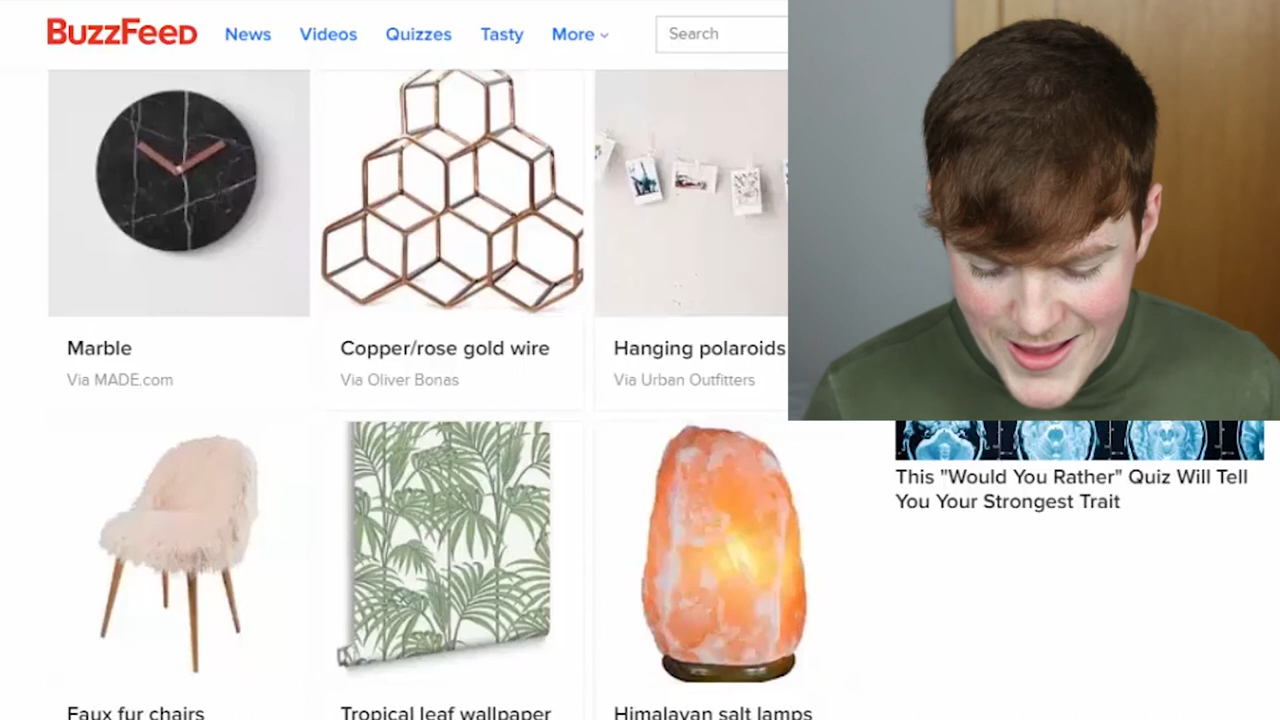 BuzzFeed News Videos Quizzes Tasty More Search
Marble
Via MADE.com
Copper/rose gold wire
Via Oliver Bonas
Hanging polaroids
Via Urban Outfitters
This "Would You Rather" Quiz Will Tell
You Your Strongest Trait
Faux fur chairs
Tropical leaf wallpaper
Himalayan salt lamps